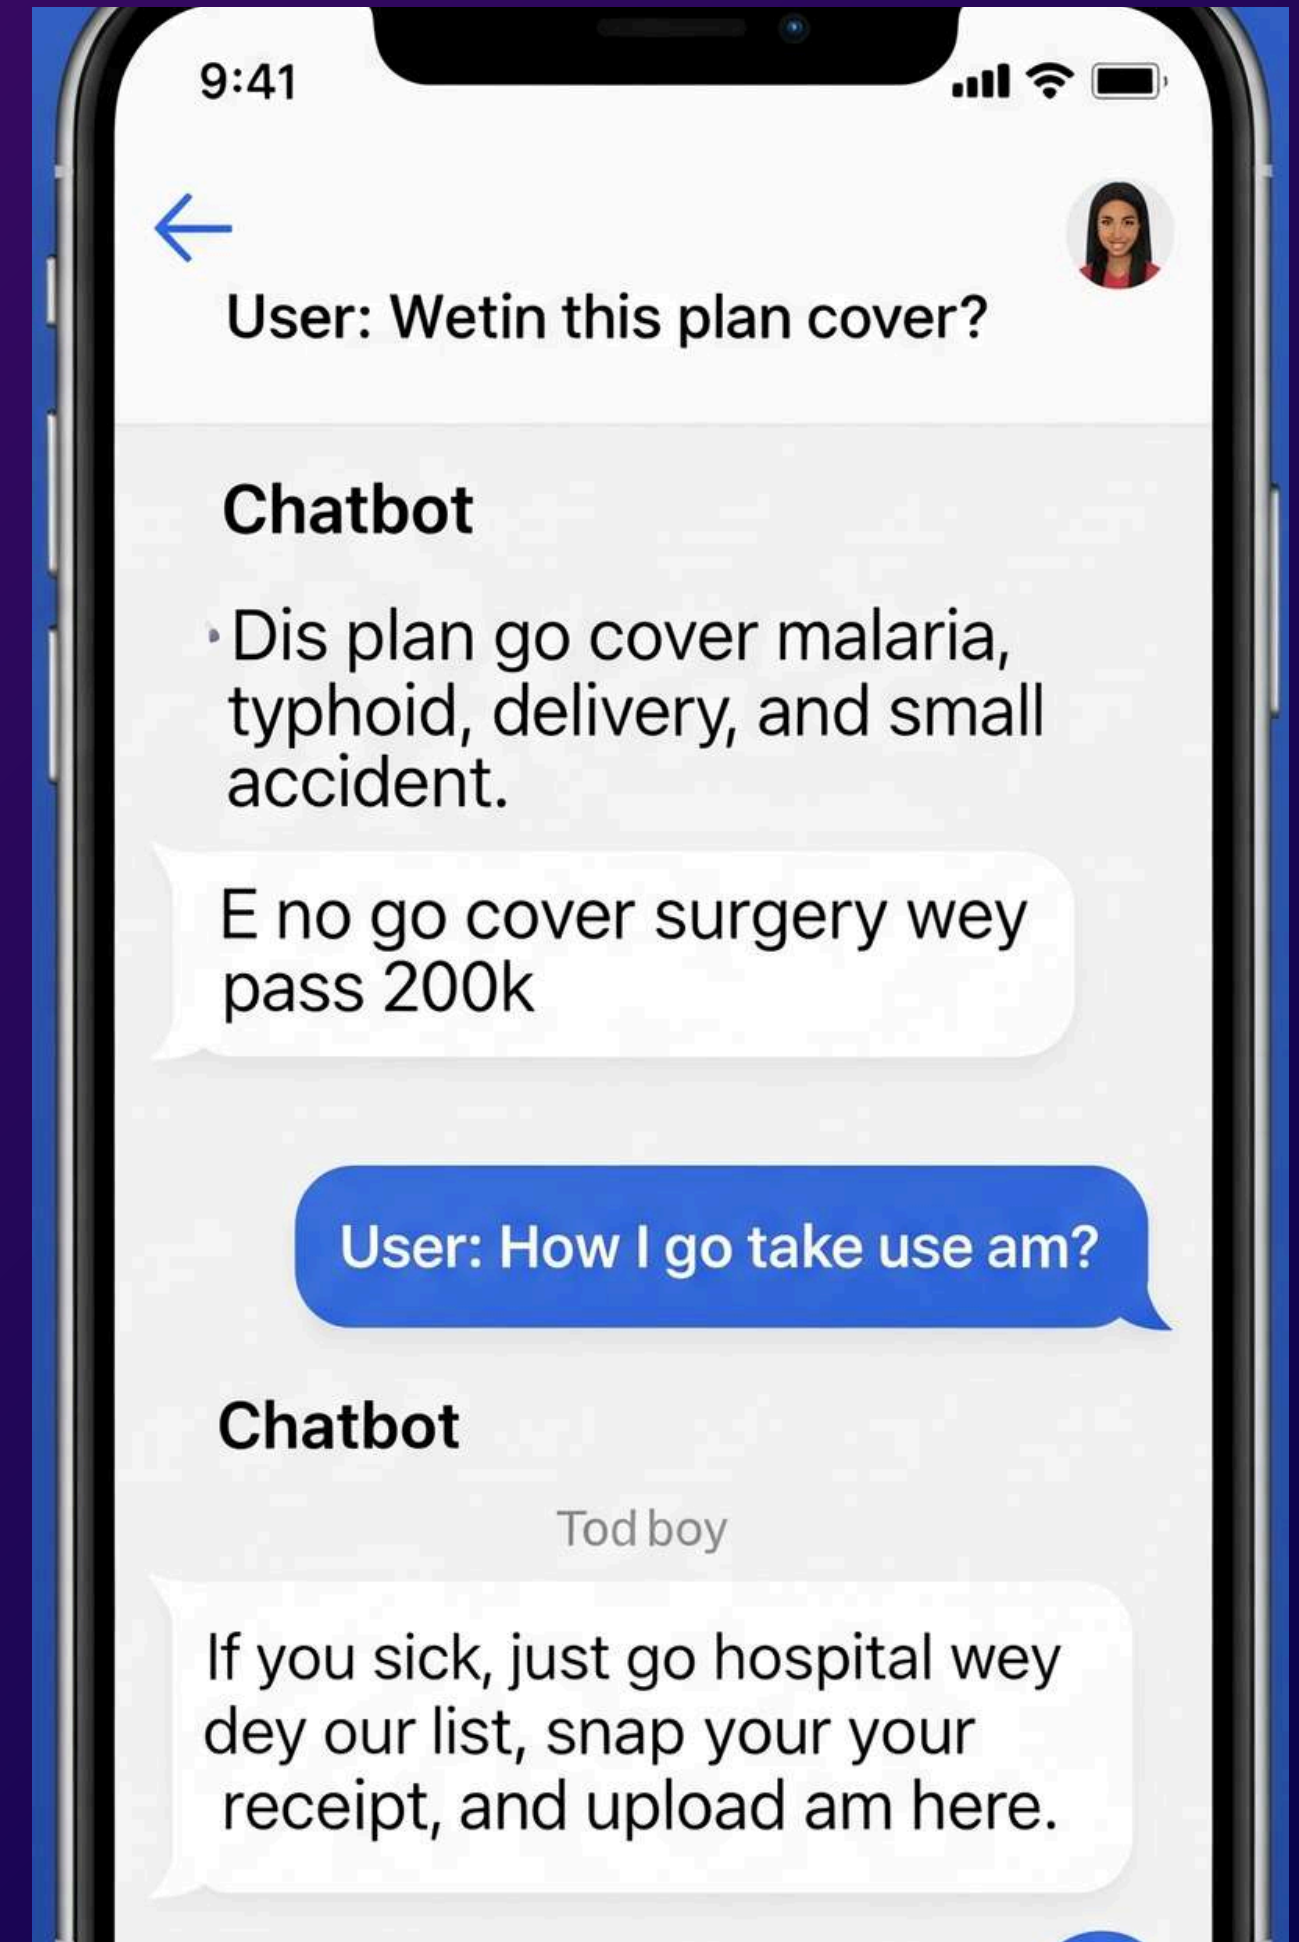 9:41
User: Wetin this plan cover?
Chatbot
Dis plan go cover malaria,
typhoid, delivery, and small
accident.
E no go cover surgery wey
pass 200k
User: How I go take use am?
Chatbot
Tod boy
If you sick, just go hospital wey
dey our list, snap your your
receipt, and upload am here.